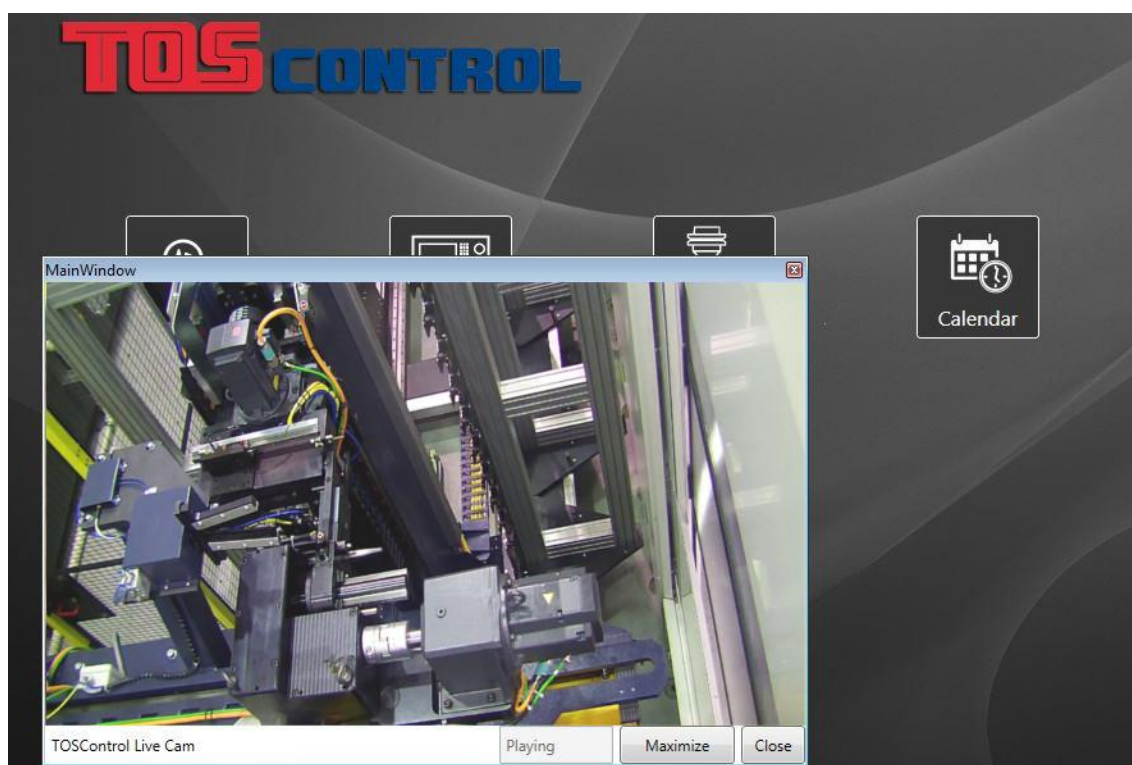 TOS CONTROL
Calendar
MainWindow
TOSControl Live Cam
Playing
Maximize
Close